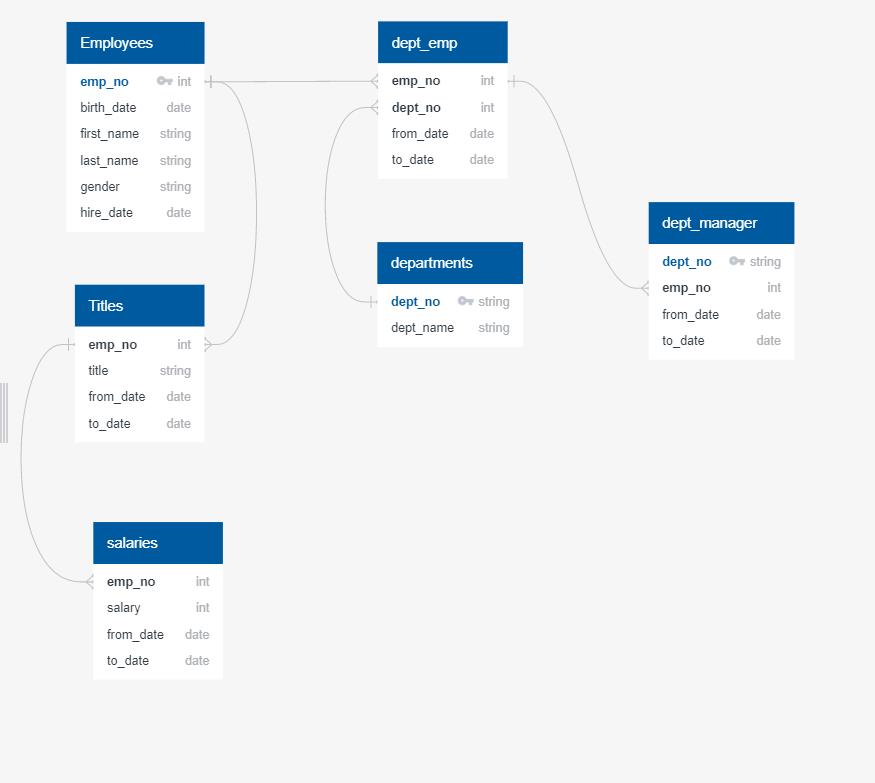 Employees
emp_no int
birth_date date
first_name string
last_name string
gender string
hire_date date
dept_emp
emp_no int
dept_no int
from_date date
to_date date
dept_manager
dept_no string
emp_no int
from_date date
to_date date
departments
dept_no string
dept_name string
Titles
emp_no int
title string
from_date date
to_date date
salaries
emp_no int
salary int
from_date date
to_date date